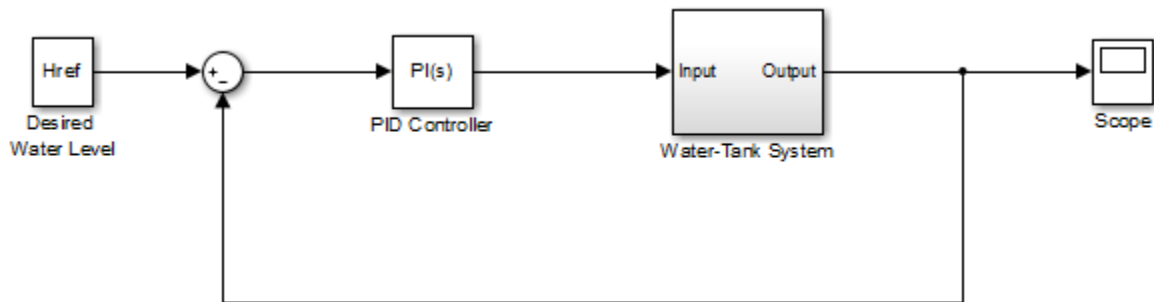 Href
Desired
Water Level
+
-
PI(s)
PID Controller
Input
Output
Water-Tank System
Scope